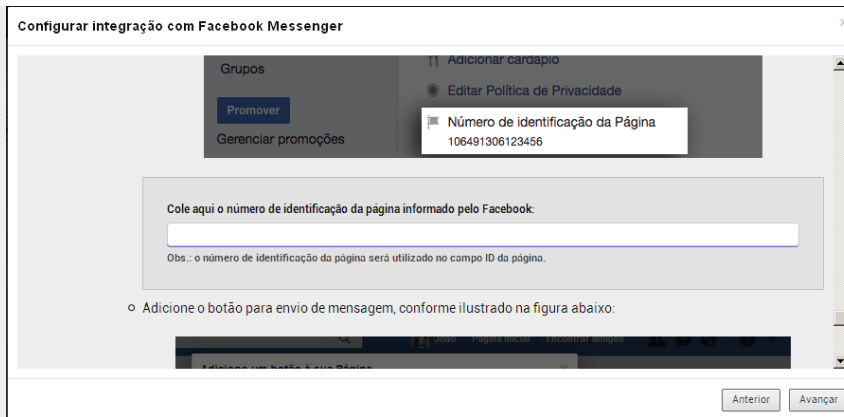 Configurar integração com Facebook Messenger
×
Grupos
Adicionar cardápio
Editar Política de Privacidade
Promover
Número de identificação da Página
106491306123456
Gerenciar promoções
Cole aqui o número de identificação da página informado pelo Facebook:
Obs.: o número de identificação da página será utilizado no campo ID da página.
Adicione o botão para envio de mensagem, conforme ilustrado na figura abaixo:
João Página inicial Encontrar amigos
Adicione um botão à sua Página
Anterior Avançar